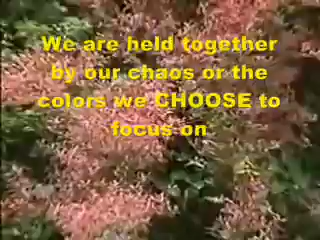 We are held together
by our chaos or the
colors we CHOOSE to
focus on